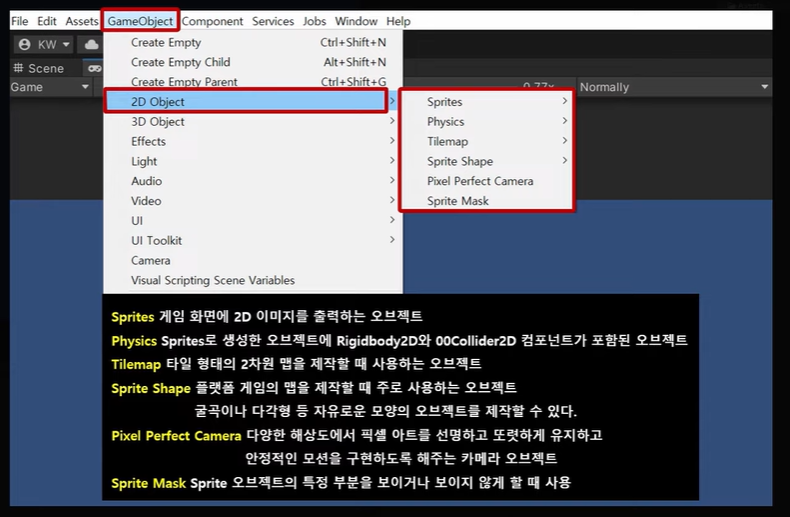 File Edit Assets GameObject Component Services Jobs Window Help
KW
Scene
Game
0.77x Normally
Create Empty Ctrl+Shift+N
Create Empty Child Alt+Shift+N
Create Empty Parent Ctrl+Shift+G
2D Object
3D Object
Effects
Light
Audio
Video
UI
UI Toolkit
Camera
Visual Scripting Scene Variables
Sprites
Physics
Tilemap
Sprite Shape
Pixel Perfect Camera
Sprite Mask
Sprites 게임 화면에 2D 이미지를 출력하는 오브젝트
Physics Sprites로 생성한 오브젝트에 Rigidbody2D와 00Collider2D 컴포넌트가 포함된 오브젝트
Tilemap 타일 형태의 2차원 맵을 제작할 때 사용하는 오브젝트
Sprite Shape 플랫폼 게임의 맵을 제작할 때 주로 사용하는 오브젝트
굴곡이나 다각형 등 자유로운 모양의 오브젝트를 제작할 수 있다.
Pixel Perfect Camera 다양한 해상도에서 픽셀 아트를 선명하고 또렷하게 유지하고
안정적인 모션을 구현하도록 해주는 카메라 오브젝트
Sprite Mask Sprite 오브젝트의 특정 부분을 보이거나 보이지 않게 할 때 사용